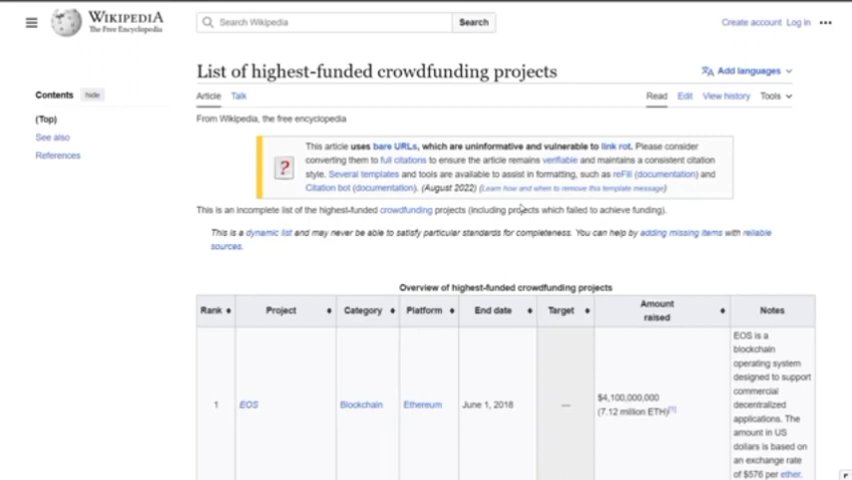 WIKIPEDIA
The Free Encyclopedia
Search Wikipedia
Search
Create account Log in
List of highest-funded crowdfunding projects
Add languages
Contents hide
Article Talk
Read Edit View history Tools
(Top)
From Wikipedia, the free encyclopedia
See also
References
This article uses bare URLs, which are uninformative and vulnerable to link rot. Please consider
converting them to full citations to ensure the article remains verifiable and maintains a consistent citation
style. Several templates and tools are available to assist in formatting, such as reFill (documentation) and
Citation bot (documentation). (August 2022) (Learn how and when to remove this template message)
This is an incomplete list of the highest-funded crowdfunding projects (including projects which failed to achieve funding).
This is a dynamic list and may never be able to satisfy particular standards for completeness. You can help by adding missing items with reliable
sources.
Overview of highest-funded crowdfunding projects
Rank Project Category Platform End date Target Amount raised Notes
1 EOS Blockchain Ethereum June 1, 2018 —
$4,100,000,000
(7.12 million ETH)[1]
EOS is a
blockchain
operating system
designed to support
commercial
decentralized
applications. The
amount in US
dollars is based on
an exchange rate
of $576 per ether.